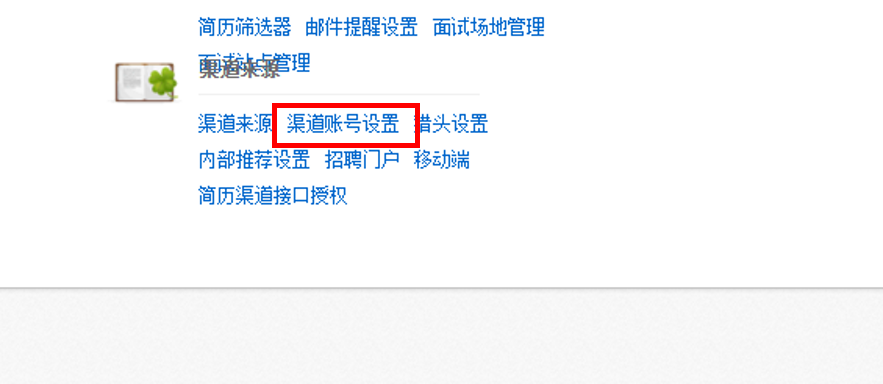 简历筛选器 邮件提醒设置 面试场地管理
面试站点管理
渠道来源
渠道来源 渠道账号设置 猎头设置
内部推荐设置 招聘门户 移动端
简历渠道接口授权